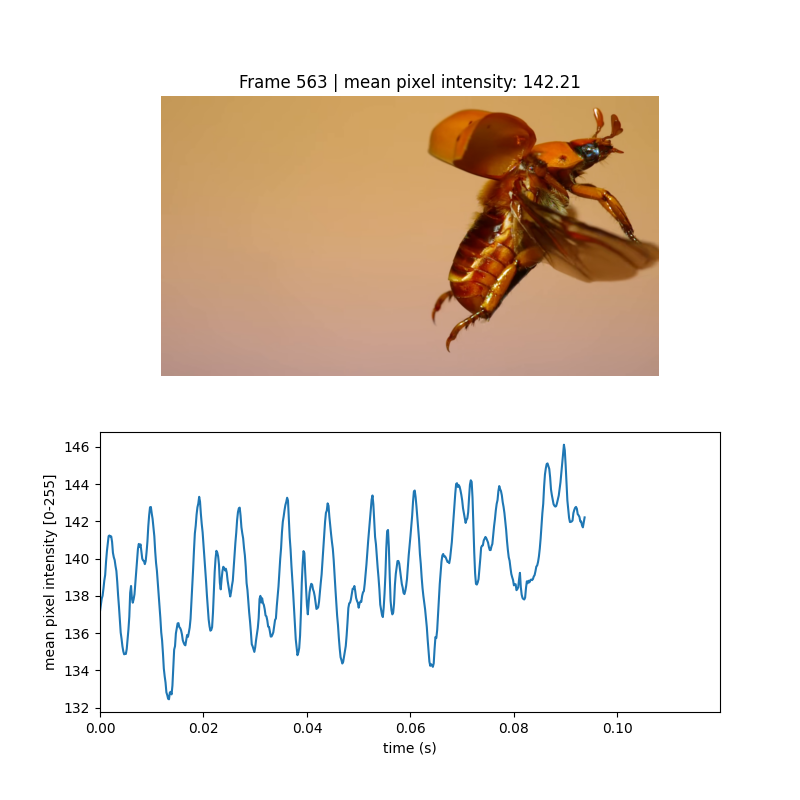 Frame 563 | mean pixel intensity: 142.21
146
144
142
140
138
136
134
132
mean pixel intensity [0-255]
0.00 0.02 0.04 0.06 0.08 0.10
time (s)